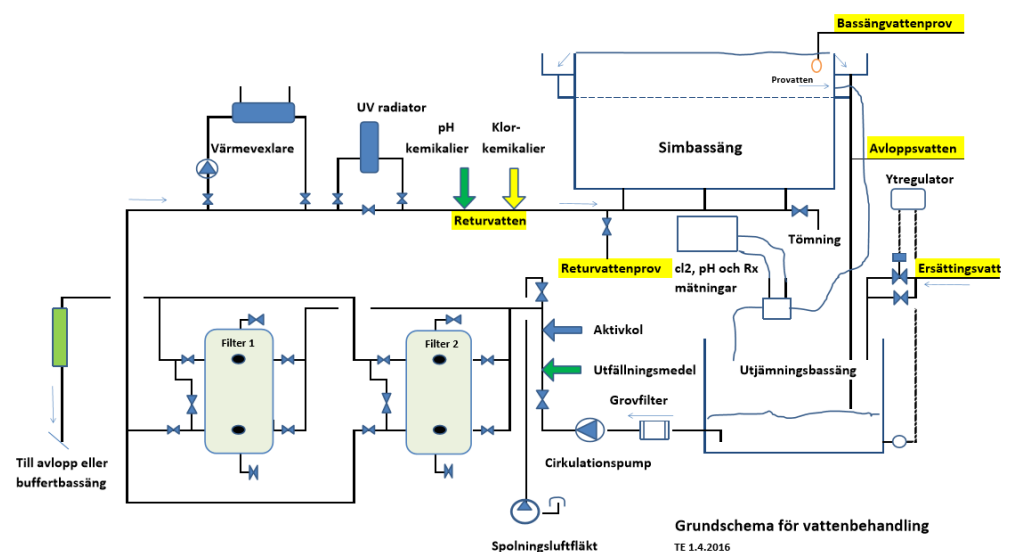 Bassängvattenprov
UV radiator
pH
kemikalier
Klor-
kemikalier
Provatten
Värmevexlare
Simbassäng
Avloppsvatten
Ytregulator
Returvatten
Tömning
Returvattenprov
cl2, pH och Rx
mätningar
Ersättingsvatt
Filter 1
Filter 2
Aktivkol
Utfällningsmedel
Utjämningsbassäng
Grovfilter
Till avlopp eller
buffertbassäng
Cirkulationspump
Spolningsluftfläkt
Grundschema för vattenbehandling
TE 1.4.2016